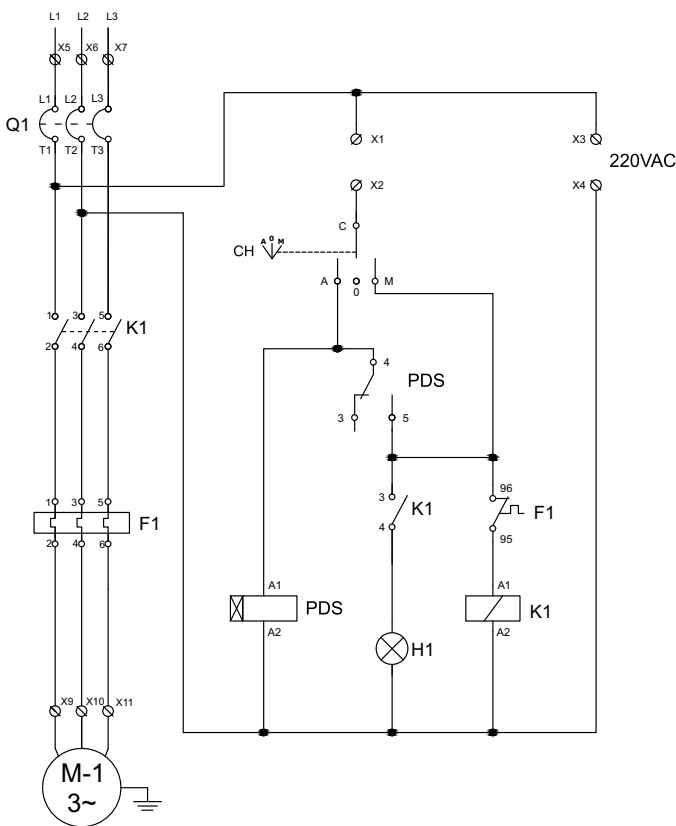 L1 L2 L3
X5 X6 X7
L1 L2 L3
Q1
T1 T2 T3
X1 X3
220VAC
X2 X4
C
CH A 0 M
A 0 M
1 3 5
K1
2 4 6
4
PDS
3 5
1 3 5
F1
2 4 6
3
K1
4
96
F1
95
A1
PDS
A2
H1
A1
K1
A2
X9 X10 X11
M-1
3~